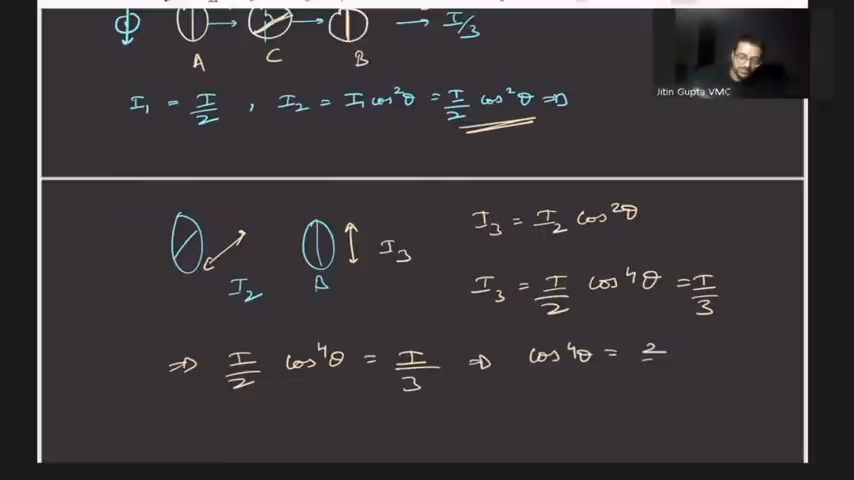 → → → I/3
A C B
I₁ = I/2 , I₂ = I₁ cos²θ = I/2 cos²θ ⇒
Jitin Gupta VMC
I₃ = I₂ cos²θ
I₂ B I₃
I₃ = I/2 cos⁴θ = I/3
⇒ I/2 cos⁴θ = I/3 ⇒ cos⁴θ = 2